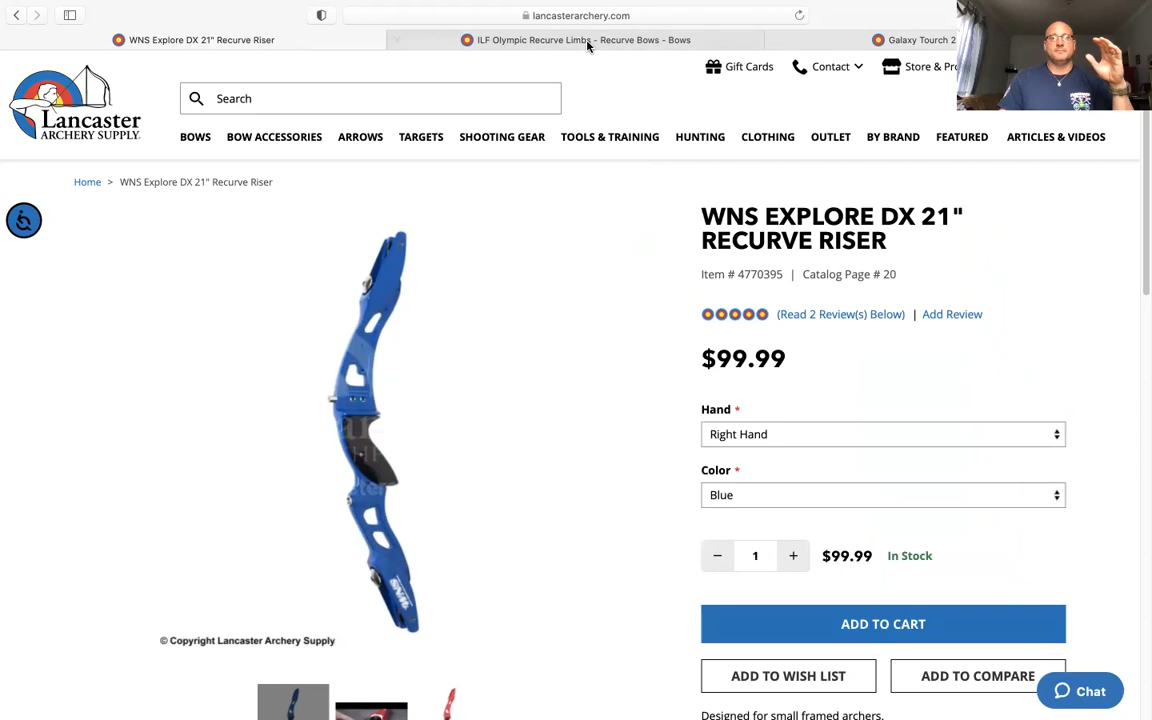 lancasterarchery.com
WNS Explore DX 21" Recurve Riser
ILF Olympic Recurve Limbs - Recurve Bows - Bows
Galaxy Tourch 2
Gift Cards
Contact
Store & Pro
Lancaster
ARCHERY SUPPLY
Search
BOWS
BOW ACCESSORIES
ARROWS
TARGETS
SHOOTING GEAR
TOOLS & TRAINING
HUNTING
CLOTHING
OUTLET
BY BRAND
FEATURED
ARTICLES & VIDEOS
Home > WNS Explore DX 21" Recurve Riser
WNS EXPLORE DX 21"
RECURVE RISER
Item # 4770395 | Catalog Page # 20
(Read 2 Review(s) Below) | Add Review
$99.99
Hand *
Right Hand
Color *
Blue
− 1 + $99.99 In Stock
ADD TO CART
ADD TO WISH LIST
ADD TO COMPARE
Chat
Designed for small framed archers.
WNS
© Copyright Lancaster Archery Supply